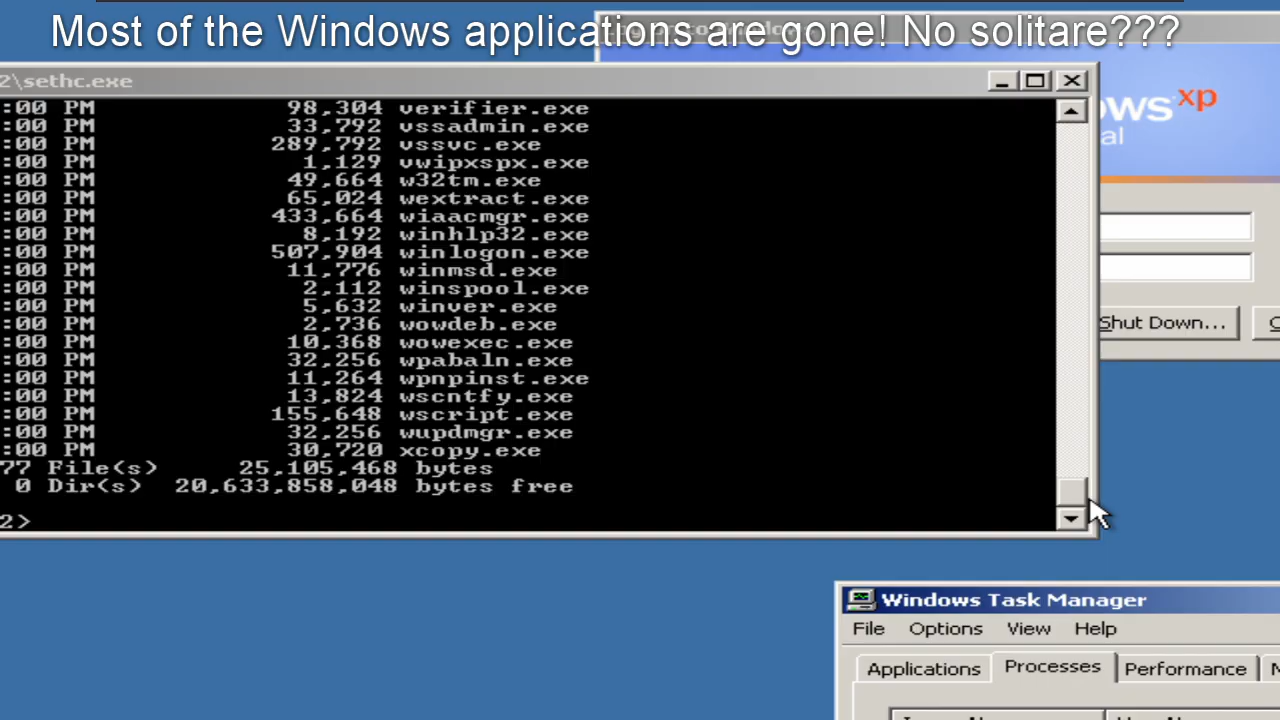 Most of the Windows applications are gone! No solitare???
2\sethc.exe
:00 PM 98,304 verifier.exe
:00 PM 33,792 vssadmin.exe
:00 PM 289,792 vssvc.exe
:00 PM 1,129 vwipxspx.exe
:00 PM 49,664 w32tm.exe
:00 PM 65,024 wextract.exe
:00 PM 433,664 wiaacmgr.exe
:00 PM 8,192 winhlp32.exe
:00 PM 507,904 winlogon.exe
:00 PM 11,776 winmsd.exe
:00 PM 2,112 winspool.exe
:00 PM 5,632 winver.exe
:00 PM 2,736 wowdeb.exe
:00 PM 10,368 wowexec.exe
:00 PM 32,256 wpabaln.exe
:00 PM 11,264 wpnpinst.exe
:00 PM 13,824 wscntfy.exe
:00 PM 155,648 wscript.exe
:00 PM 32,256 wupdmgr.exe
:00 PM 30,720 xcopy.exe
77 File(s) 25,105,468 bytes
0 Dir(s) 20,633,858,048 bytes free
2>
ows xp
al
Shut Down...
Windows Task Manager
File Options View Help
Applications Processes Performance